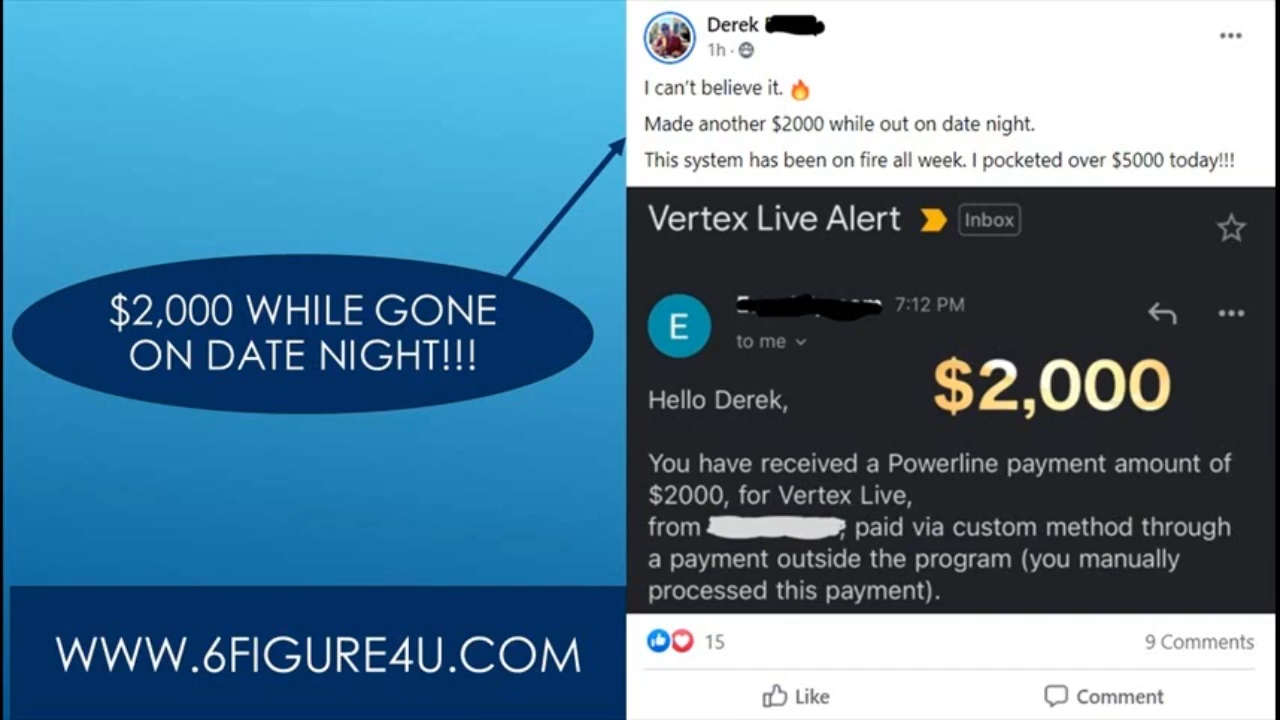 $2,000 WHILE GONE
ON DATE NIGHT!!!
WWW.6FIGURE4U.COM
Derek
1h ·
I can't believe it. 🔥
Made another $2000 while out on date night.
This system has been on fire all week. I pocketed over $5000 today!!!
Vertex Live Alert
Inbox
E
7:12 PM
to me
$2,000
Hello Derek,
You have received a Powerline payment amount of
$2000, for Vertex Live,
from paid via custom method through
a payment outside the program (you manually
processed this payment).
15
9 Comments
Like
Comment